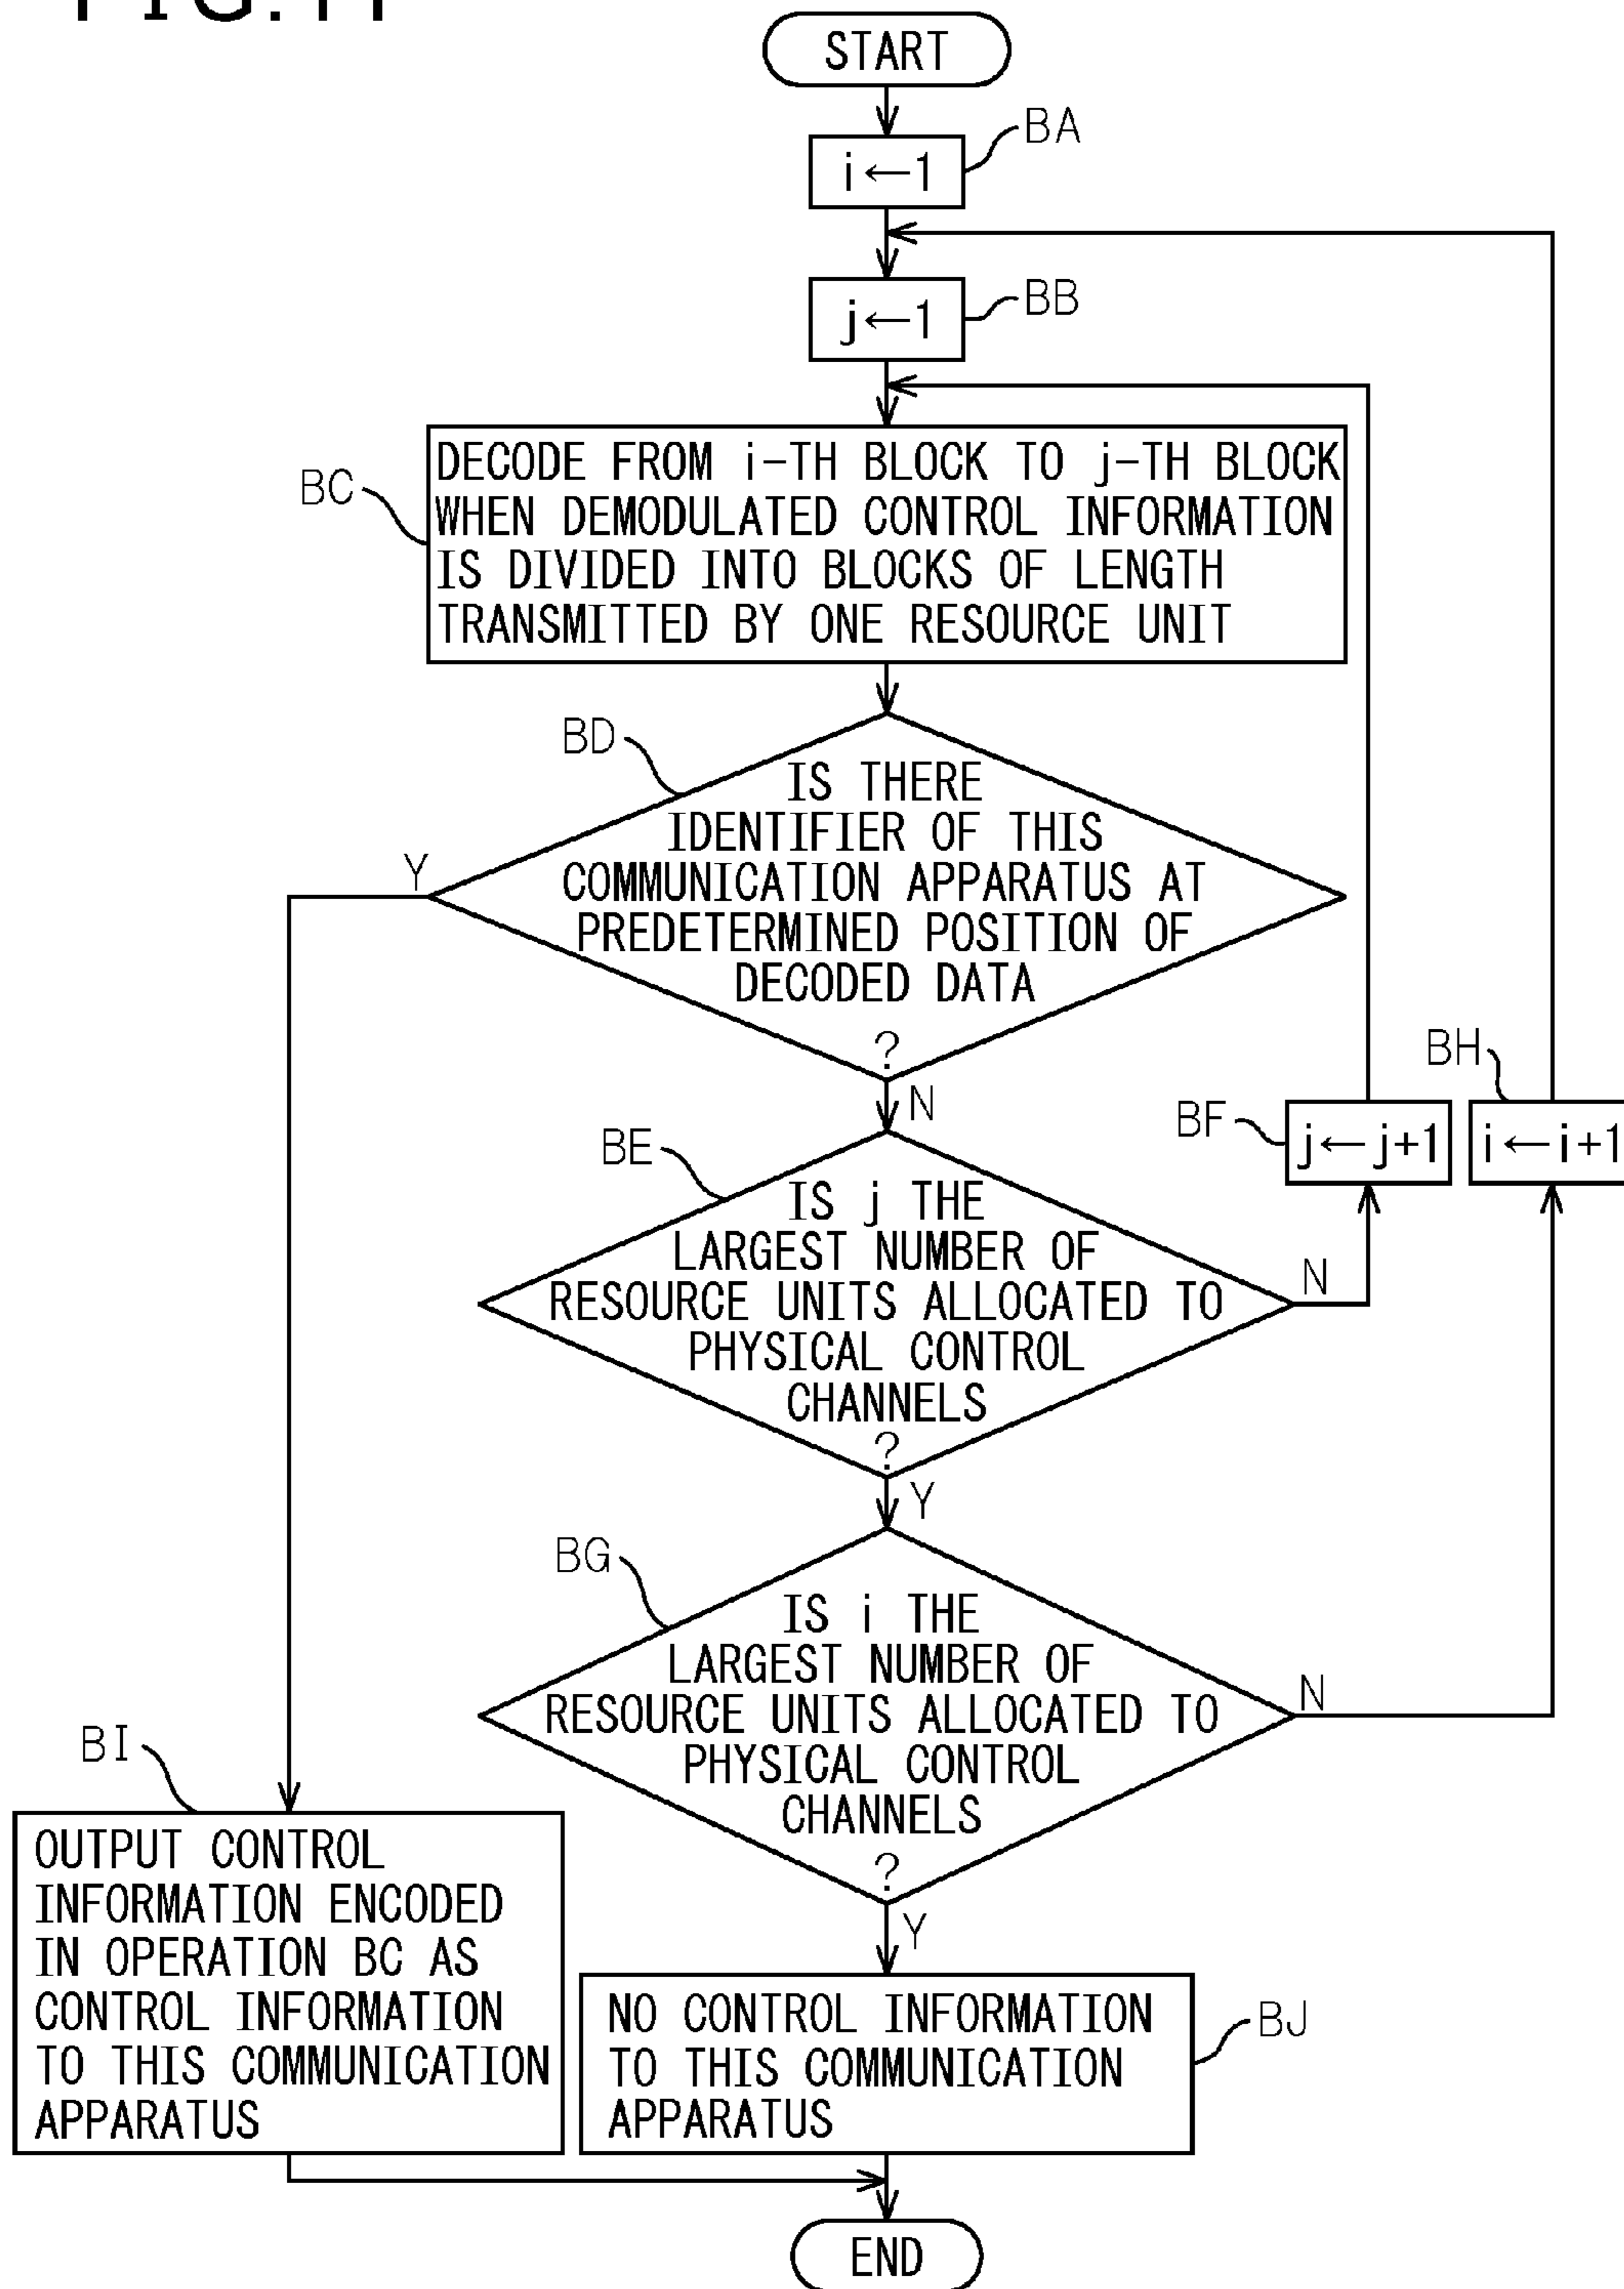 START
BA
i←1
BB
j←1
BC
DECODE FROM i-TH BLOCK TO j-TH BLOCK
WHEN DEMODULATED CONTROL INFORMATION
IS DIVIDED INTO BLOCKS OF LENGTH
TRANSMITTED BY ONE RESOURCE UNIT
BD
IS THERE
IDENTIFIER OF THIS
COMMUNICATION APPARATUS AT
PREDETERMINED POSITION OF
DECODED DATA
?
Y
N
BE
IS j THE
LARGEST NUMBER OF
RESOURCE UNITS ALLOCATED TO
PHYSICAL CONTROL
CHANNELS
?
N
Y
BF
j←j+1
BH
i←i+1
BG
IS i THE
LARGEST NUMBER OF
RESOURCE UNITS ALLOCATED TO
PHYSICAL CONTROL
CHANNELS
?
N
Y
BI
OUTPUT CONTROL
INFORMATION ENCODED
IN OPERATION BC AS
CONTROL INFORMATION
TO THIS COMMUNICATION
APPARATUS
NO CONTROL INFORMATION
TO THIS COMMUNICATION
APPARATUS
BJ
END